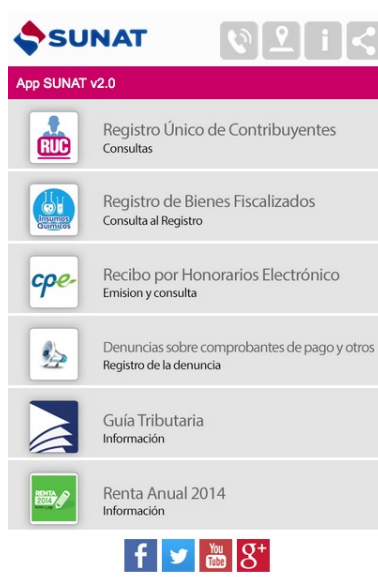 SUNAT
App SUNAT v2.0
RUC
Registro Único de Contribuyentes
Consultas
Insumos
Químicos
Registro de Bienes Fiscalizados
Consulta al Registro
cpe
Recibo por Honorarios Electrónico
Emision y consulta
Denuncias sobre comprobantes de pago y otros
Registro de la denuncia
Guía Tributaria
Información
RENTA
2014
Renta Anual 2014
Información
f
You
Tube
g+